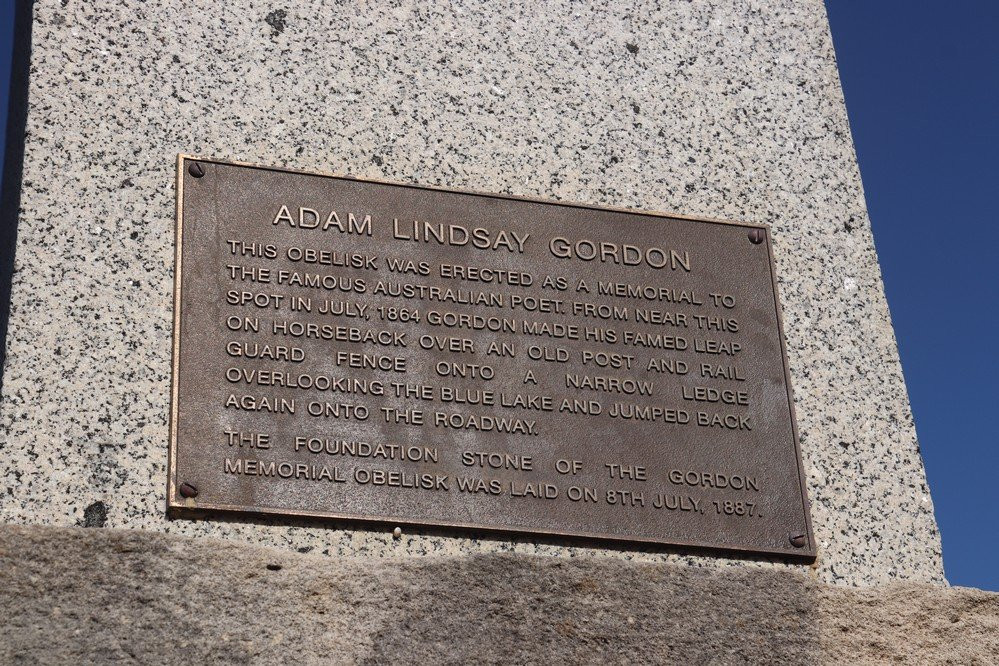 ADAM LINDSAY GORDON
THIS OBELISK WAS ERECTED AS A MEMORIAL TO
THE FAMOUS AUSTRALIAN POET. FROM NEAR THIS
SPOT IN JULY, 1864 GORDON MADE HIS FAMED LEAP
ON HORSEBACK OVER AN OLD POST AND RAIL
GUARD FENCE ONTO A NARROW LEDGE
OVERLOOKING THE BLUE LAKE AND JUMPED BACK
AGAIN ONTO THE ROADWAY.
THE FOUNDATION STONE OF THE GORDON
MEMORIAL OBELISK WAS LAID ON 8TH JULY, 1887.